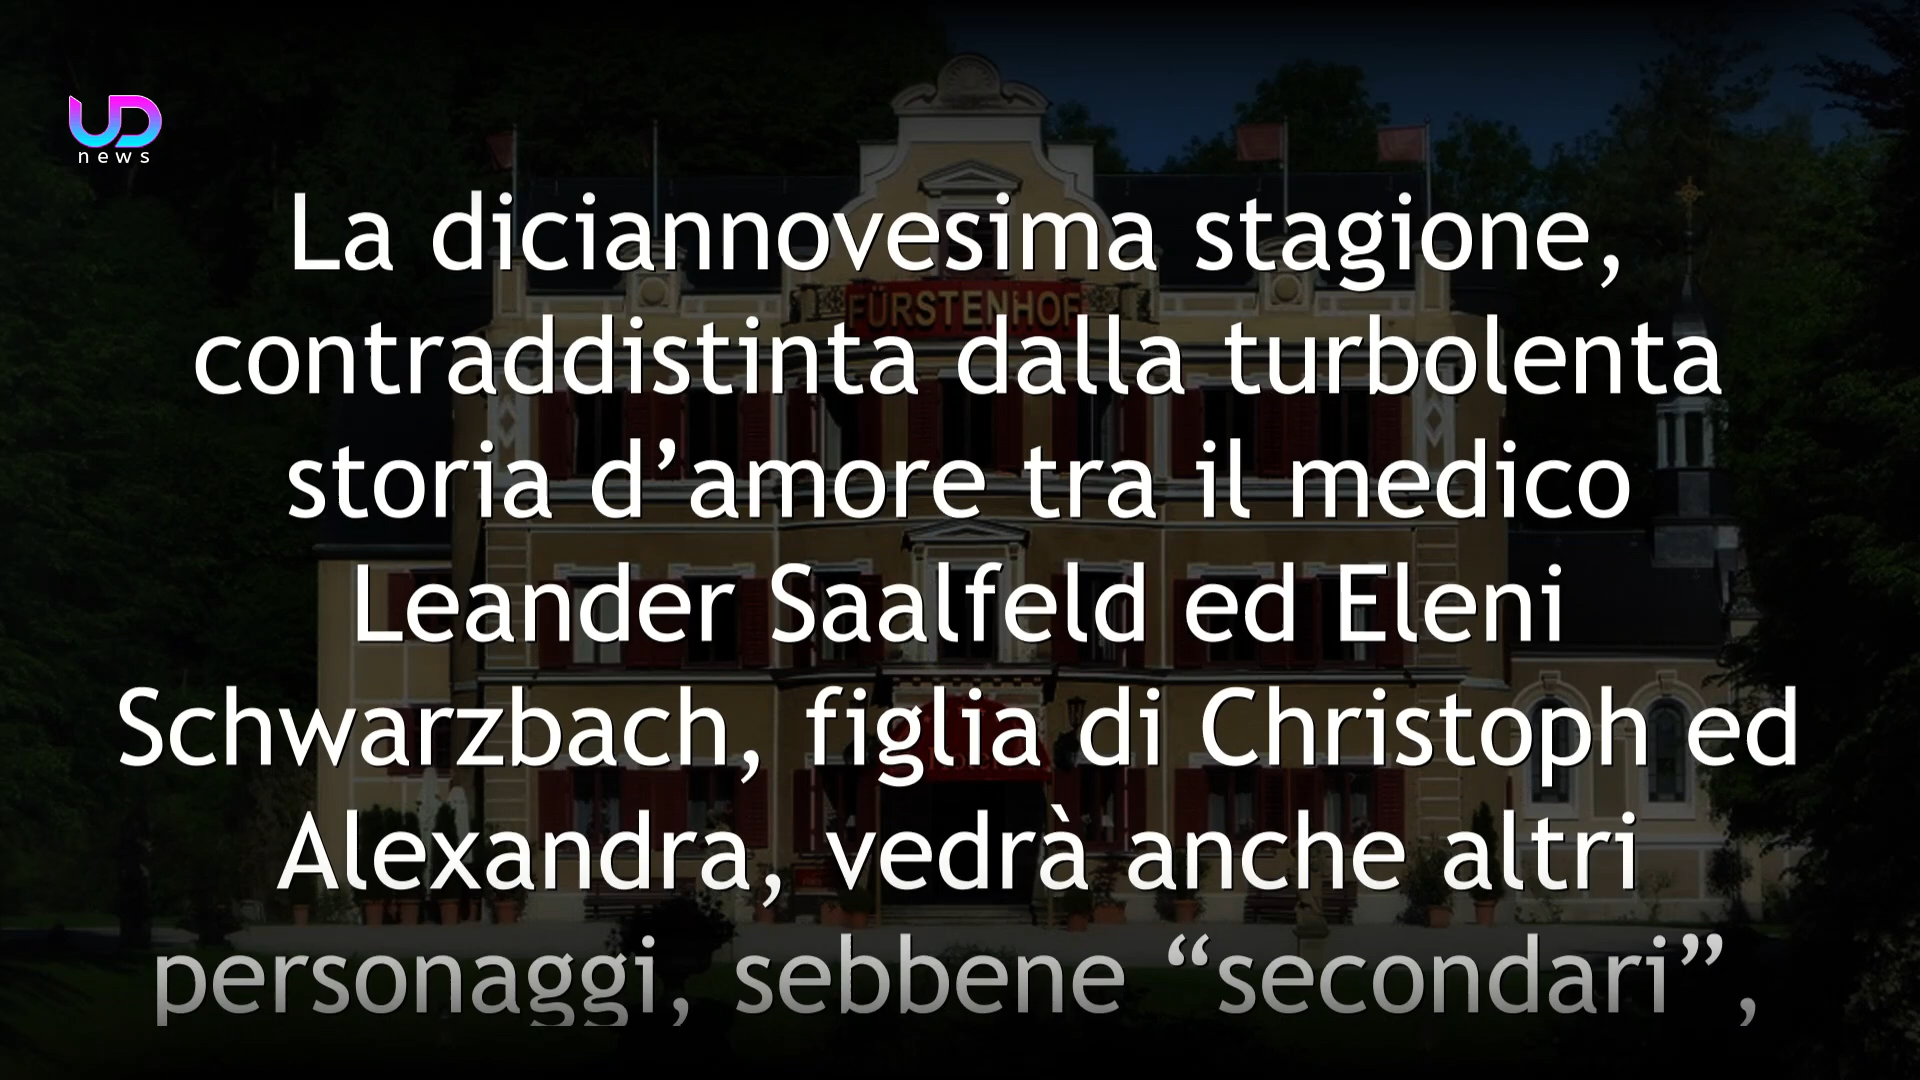 UD
news
La diciannovesima stagione,
FÜRSTENHOF
contraddistinta dalla turbolenta
storia d’amore tra il medico
Leander Saalfeld ed Eleni
Schwarzbach, figlia di Christoph ed
Hotel
Alexandra, vedrà anche altri
personaggi, sebbene “secondari”,